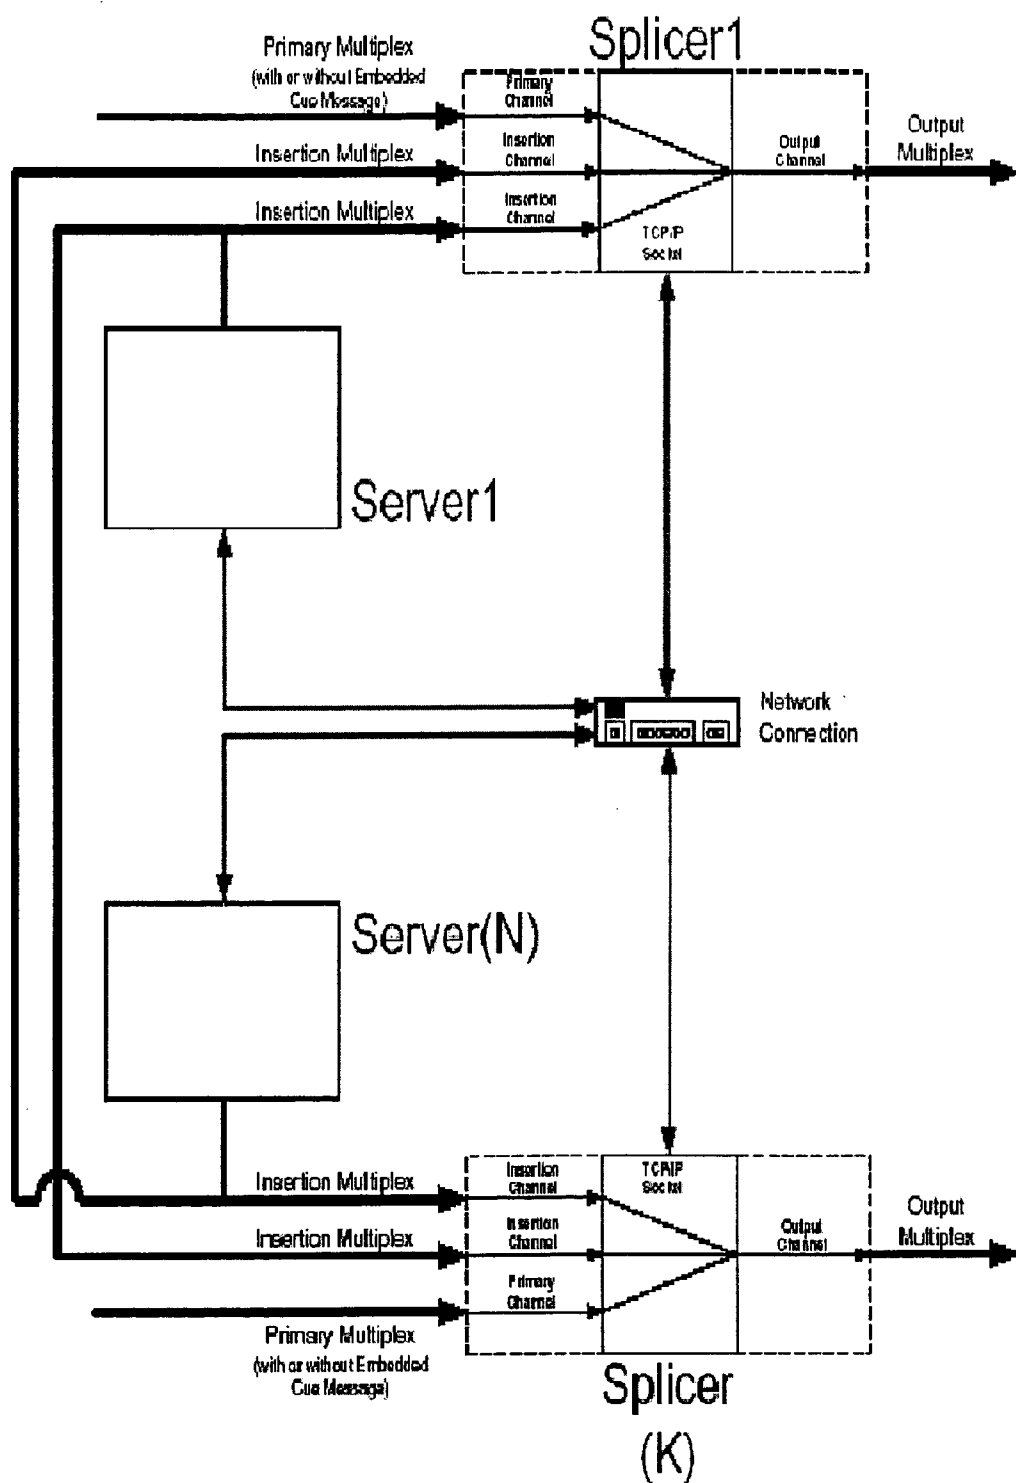 Splicer1
Primary Multiplex
(with or without Embedded
Cue Message)
Primary
Channel
Insertion Multiplex
Insertion
Channel
Output
Channel
Output
Multiplex
Insertion Multiplex
Insertion
Channel
TCP/IP
Socket
Server1
Network
Connection
Server(N)
Insertion Multiplex
Insertion
Channel
TCP/IP
Socket
Insertion Multiplex
Insertion
Channel
Output
Channel
Output
Multiplex
Primary
Channel
Primary Multiplex
(with or without Embedded
Cue Message)
Splicer
(K)